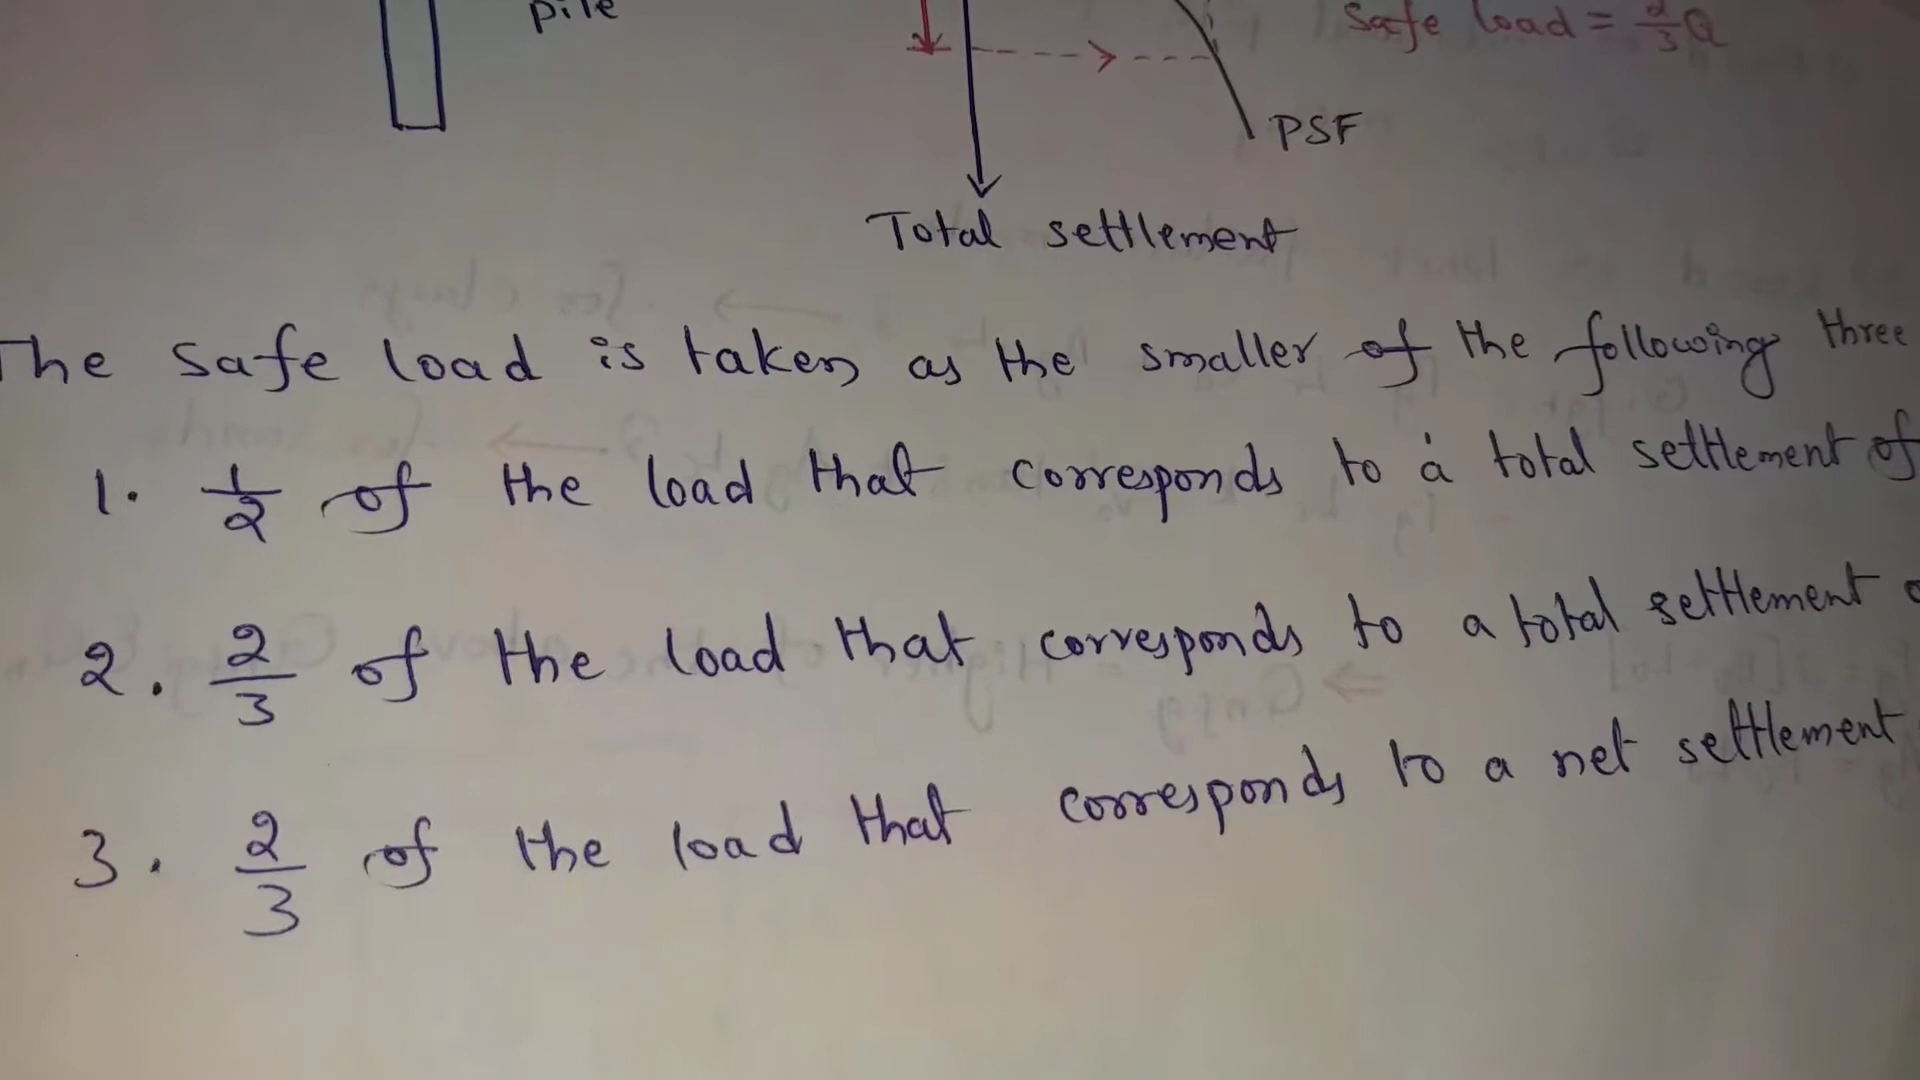 pile
Safe load = 2/3 Q
PSF
Total settlement
The safe load is taken as the smaller of the following three
1. 1/2 of the load that corresponds to a total settlement of
2. 2/3 of the load that corresponds to a total settlement
3. 2/3 of the load that corresponds to a net settlement